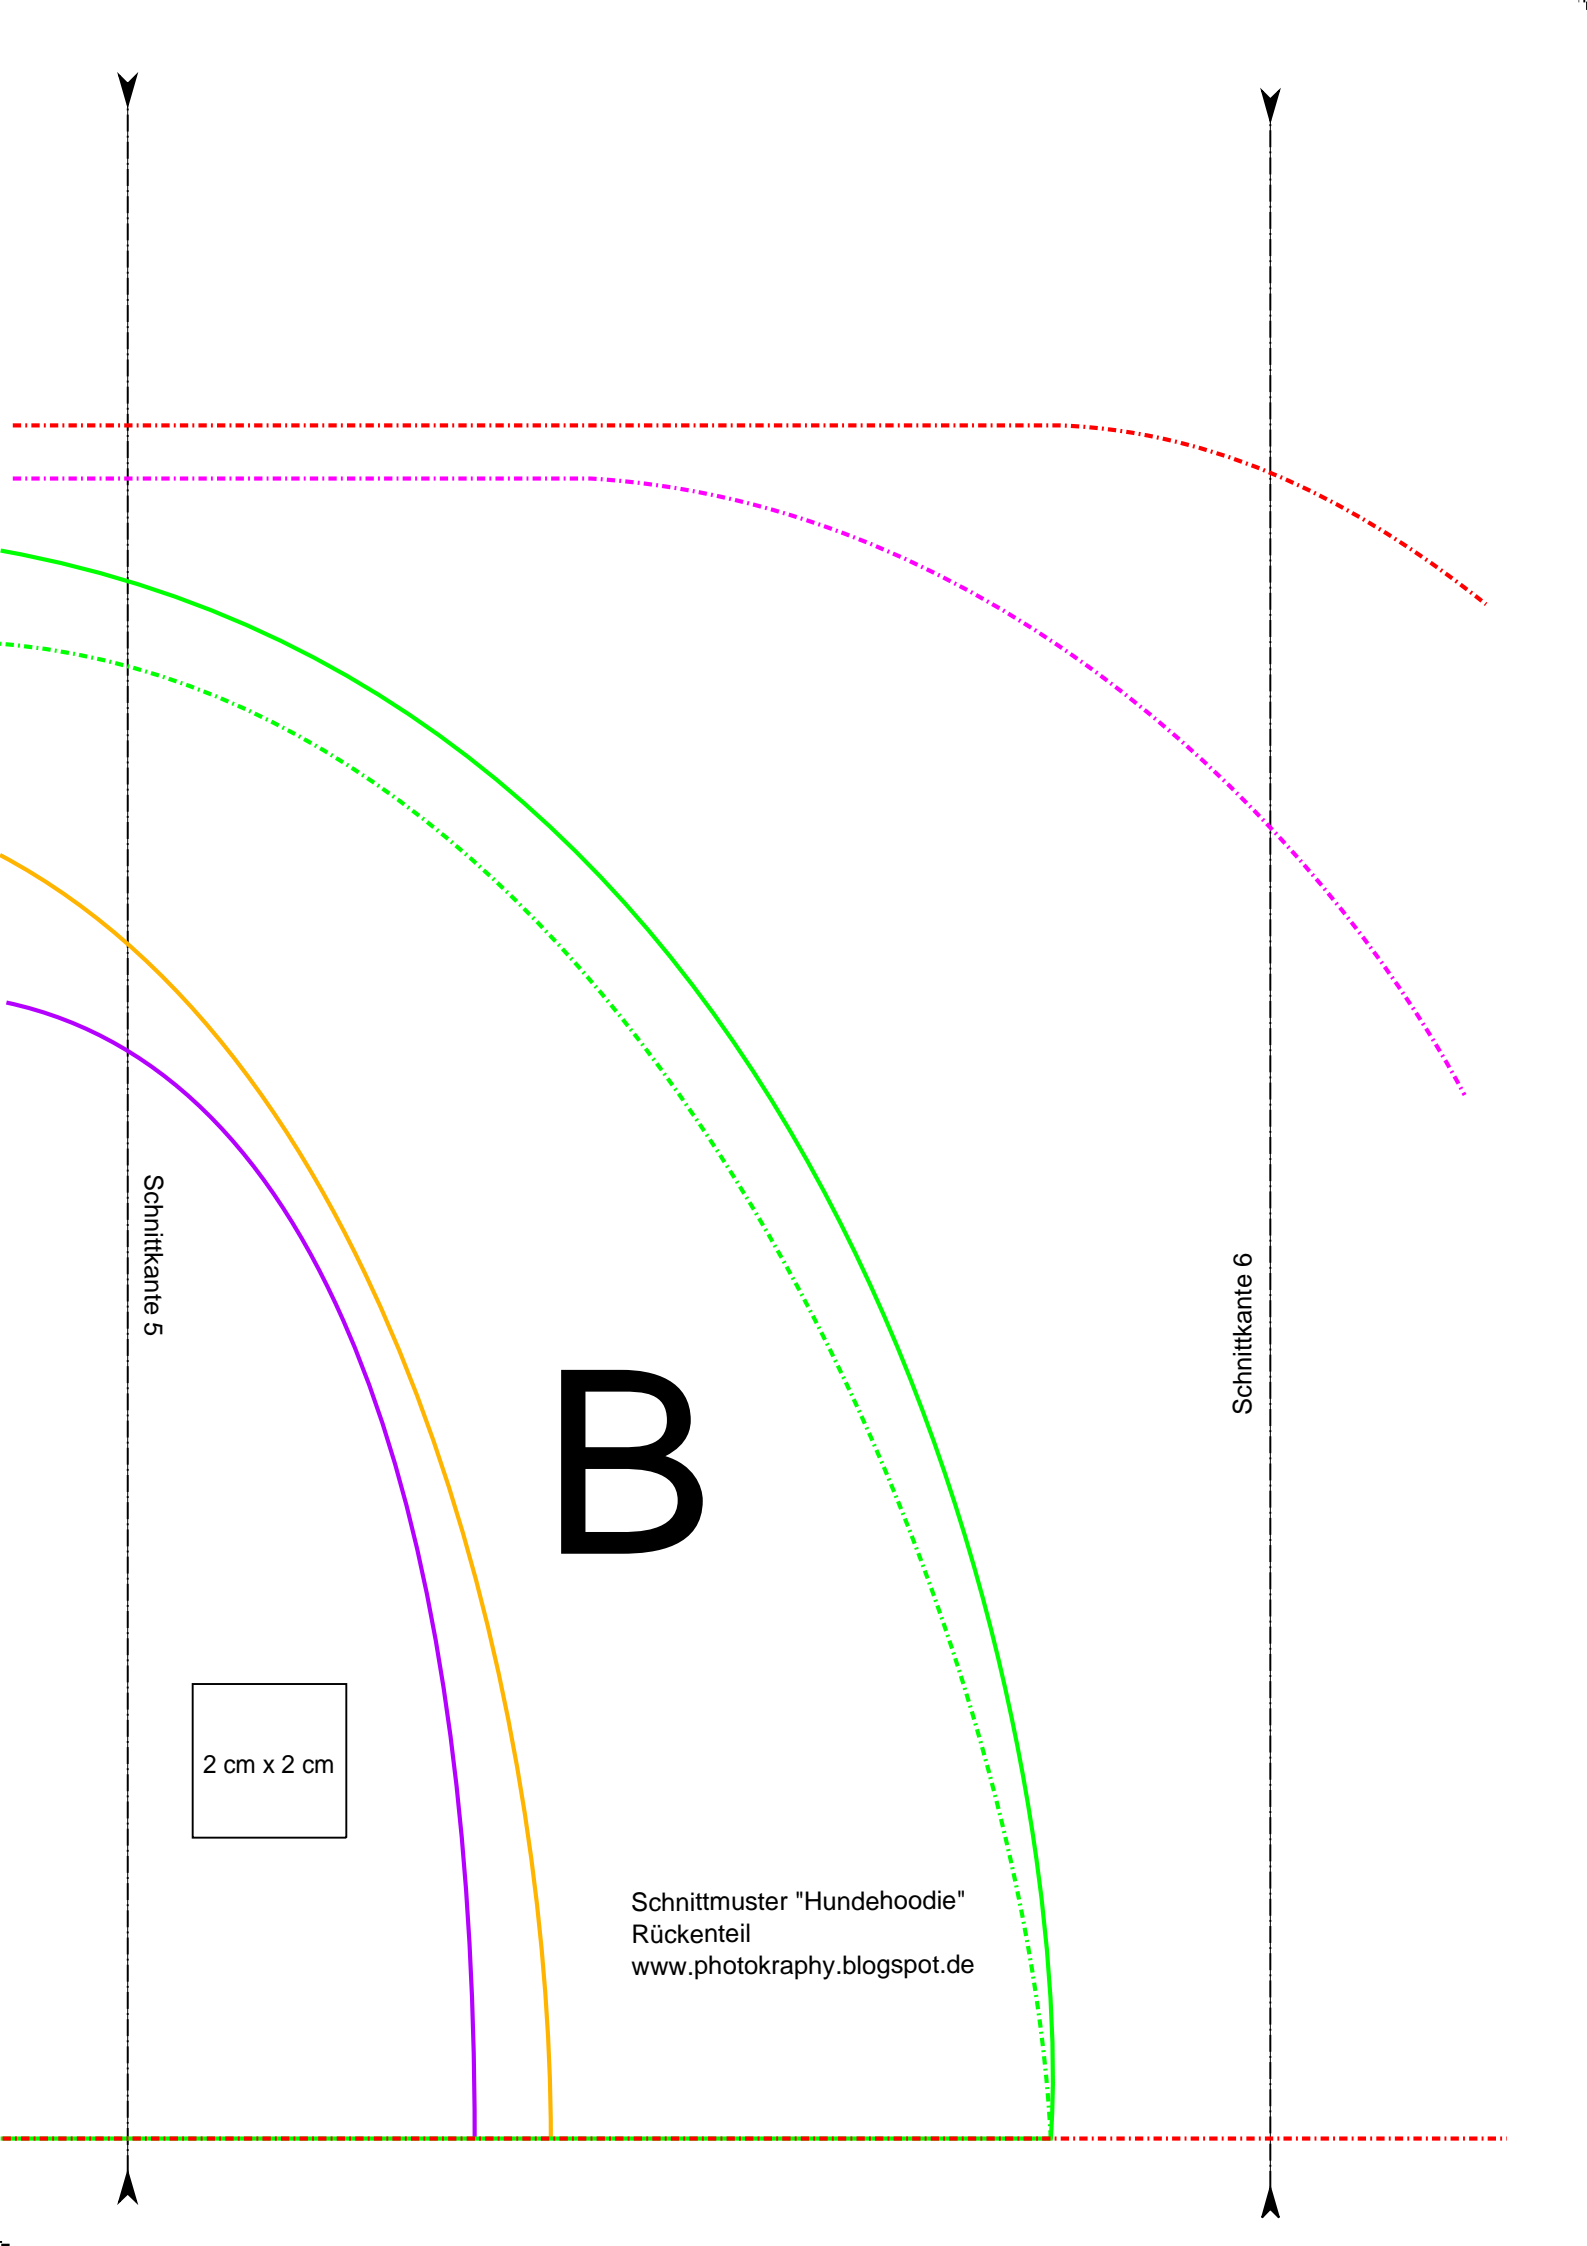 Schnittkante 5
Schnittkante 6
B
2 cm x 2 cm
Schnittmuster "Hundehoodie"
Rückenteil
www.photokraphy.blogspot.de